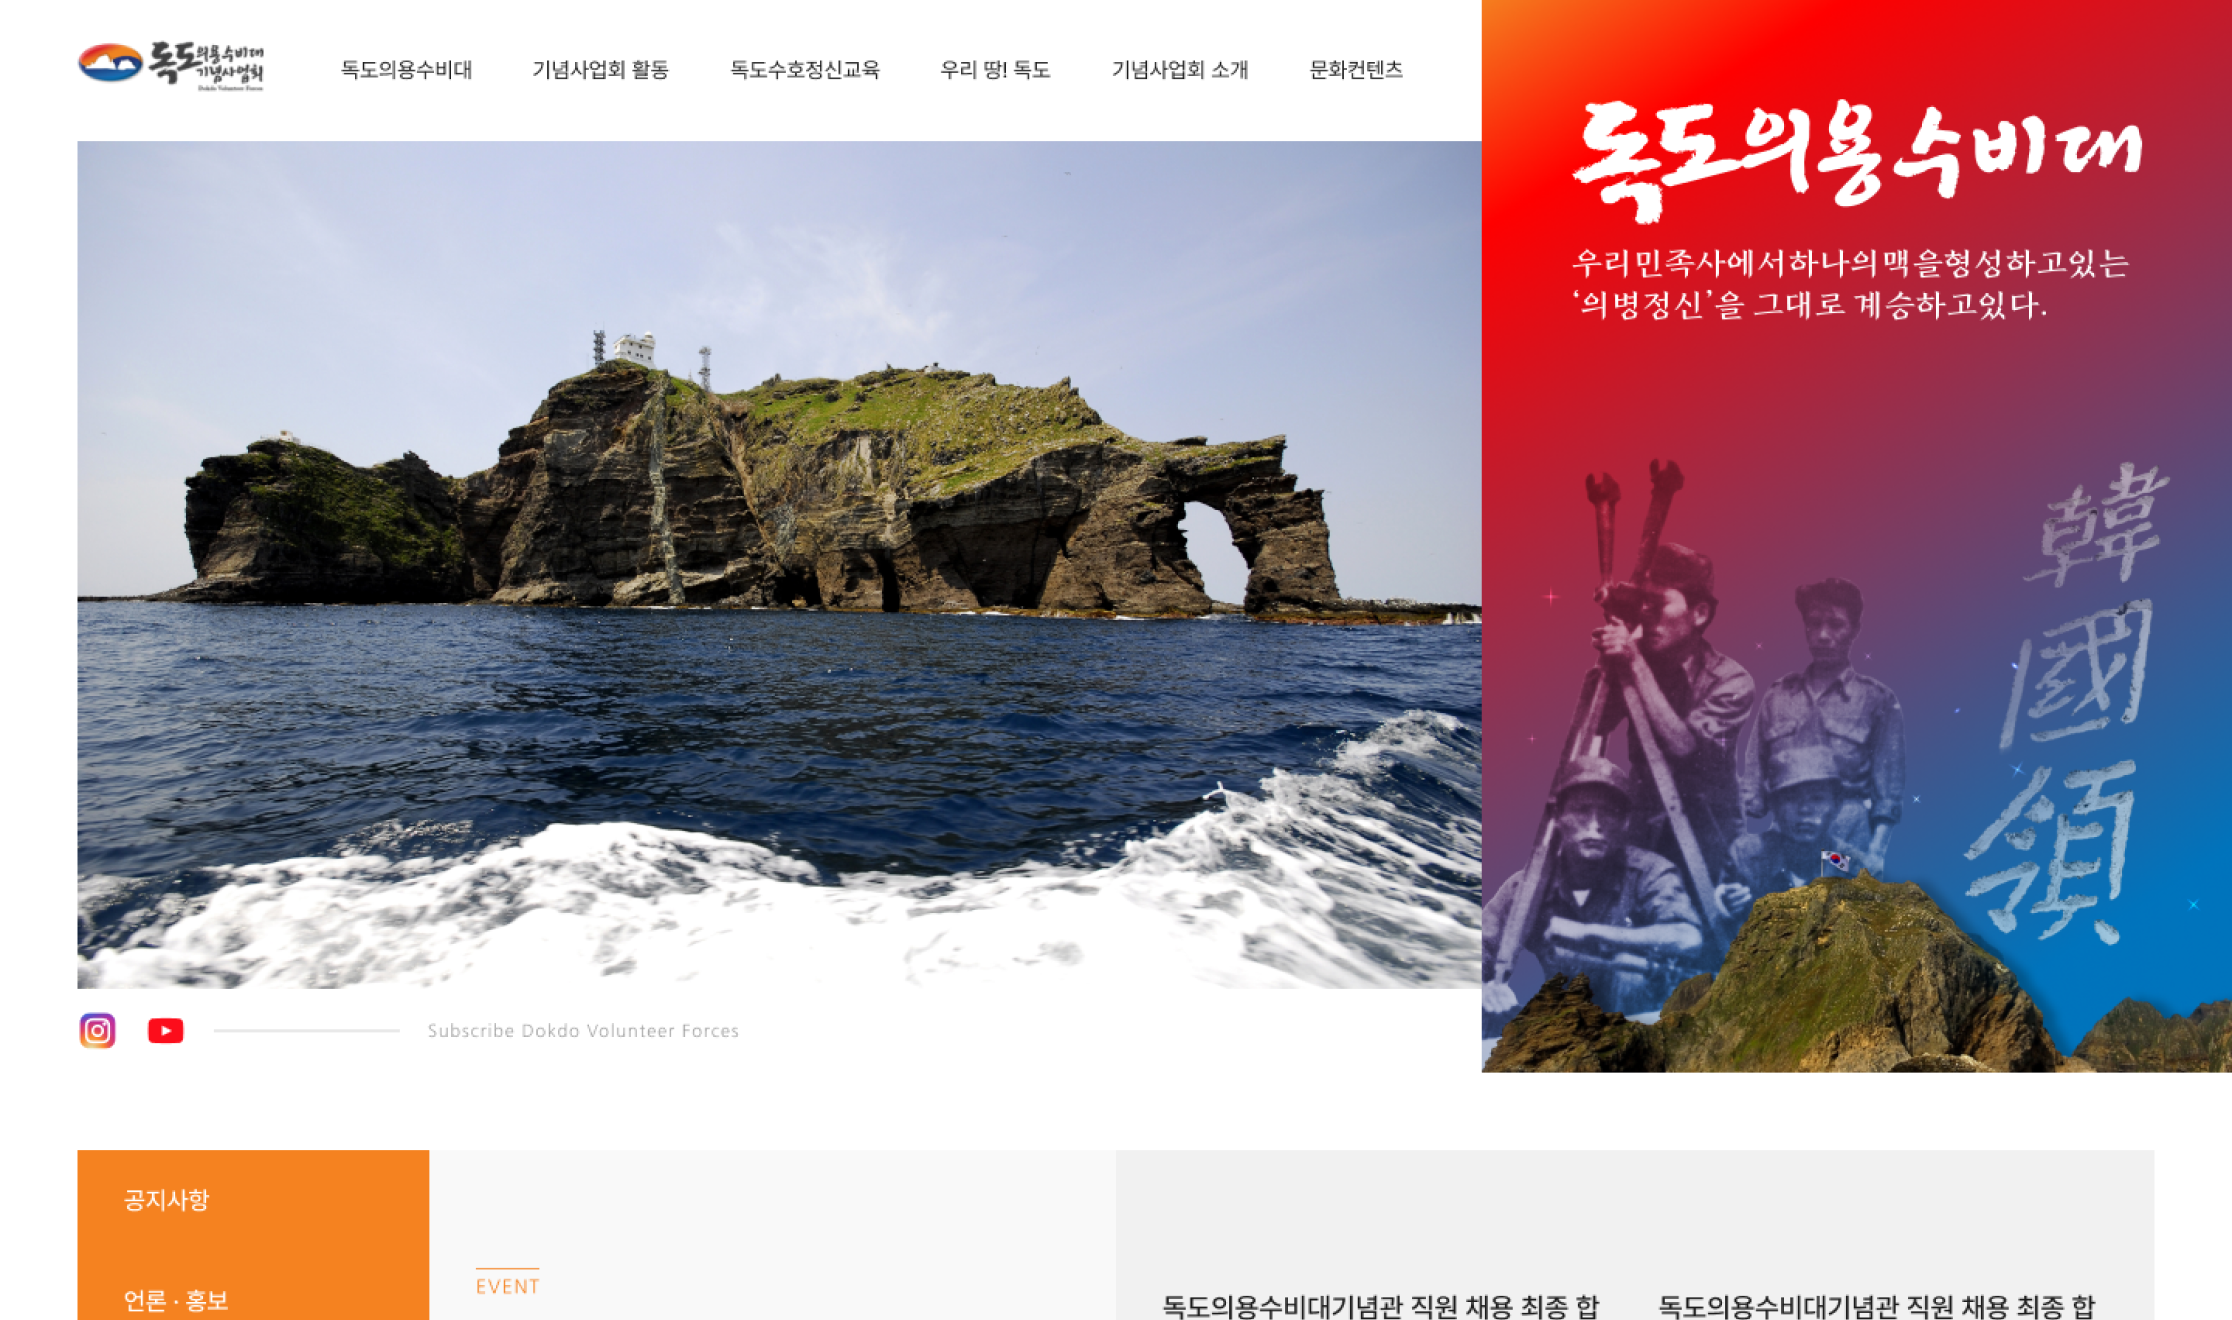 독도의용수비대
기념사업회
Dokdo Volunteer Forces
독도의용수비대
기념사업회 활동
독도수호정신교육
우리 땅! 독도
기념사업회 소개
문화컨텐츠
독도의용수비대
우리민족사에서하나의맥을형성하고있는
‘의병정신’을 그대로 계승하고있다.
韓
國
領
Subscribe Dokdo Volunteer Forces
공지사항
언론 · 홍보
EVENT
독도의용수비대기념관 직원 채용 최종 합
독도의용수비대기념관 직원 채용 최종 합